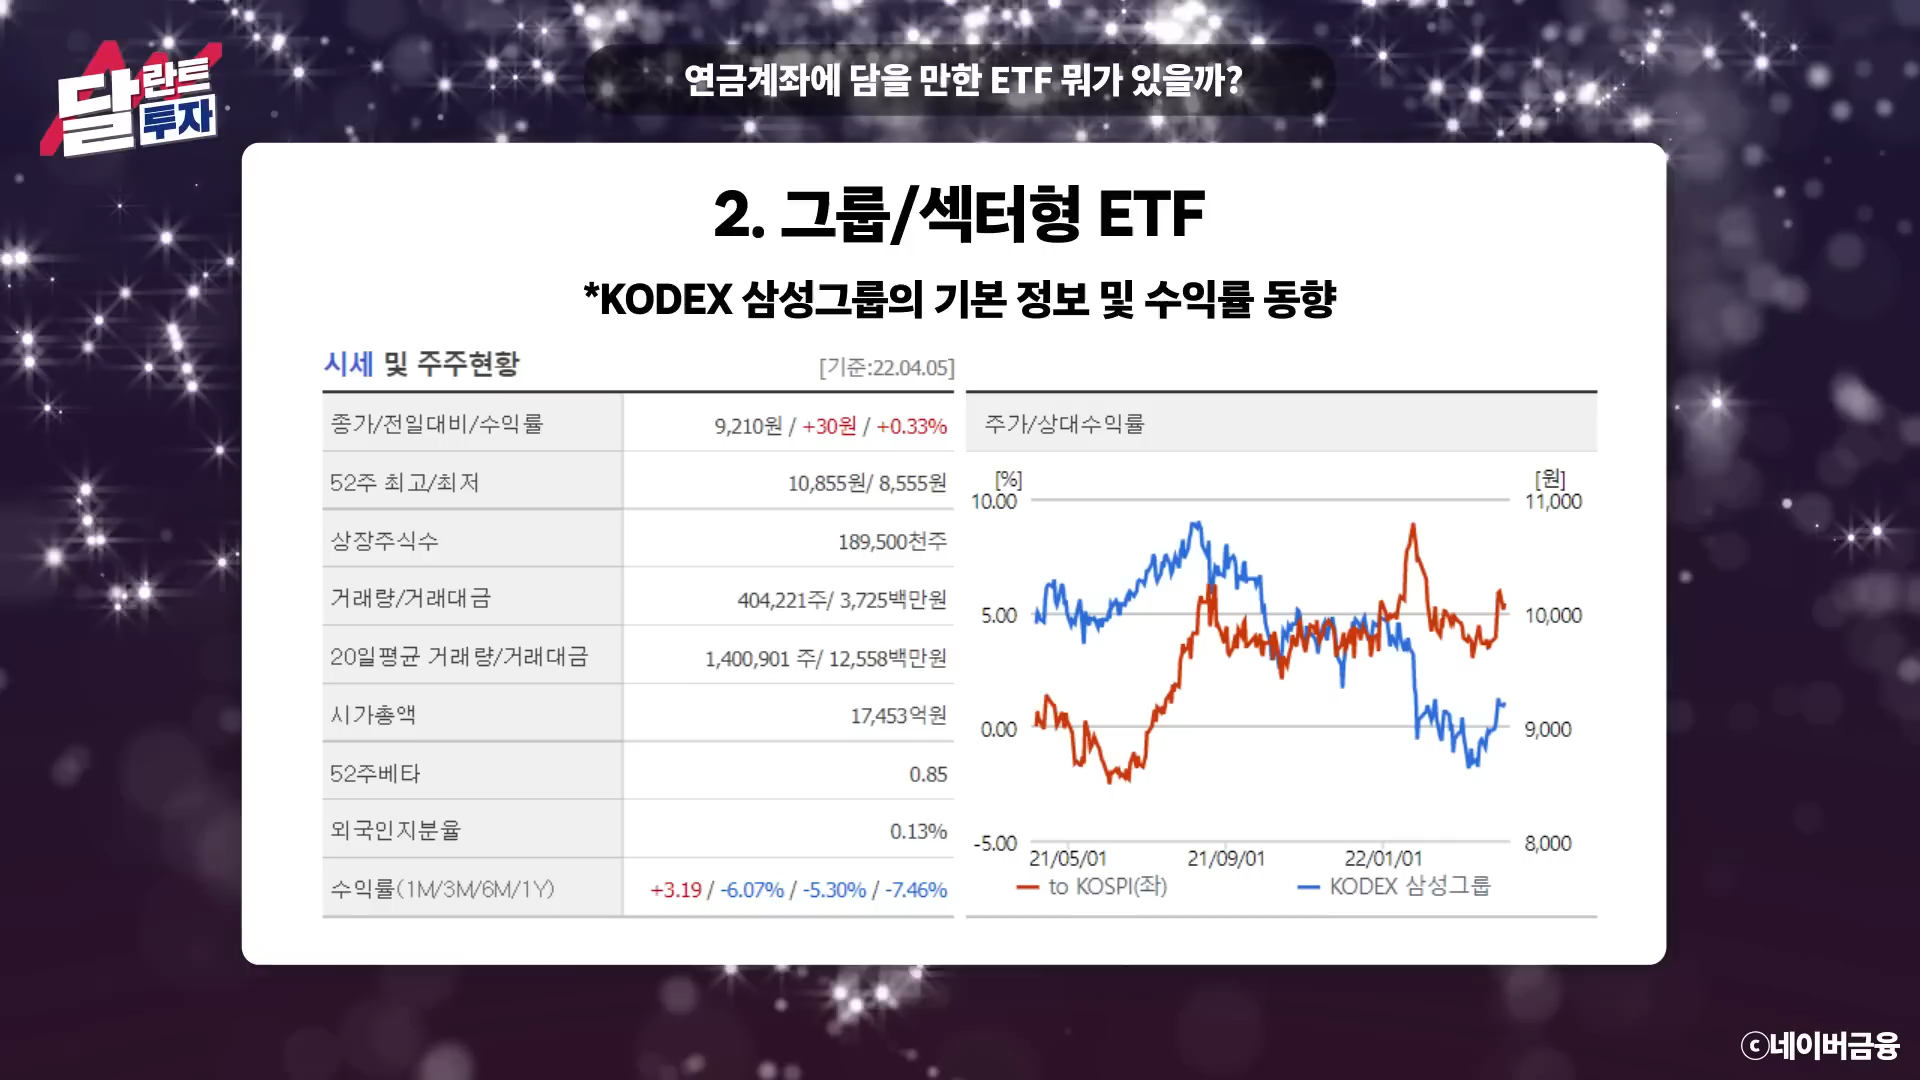 달란트
투자
연금계좌에 담을 만한 ETF 뭐가 있을까?
2. 그룹/섹터형 ETF
*KODEX 삼성그룹의 기본 정보 및 수익률 동향
시세 및 주주현황 [기준:22.04.05]
종가/전일대비/수익률 9,210원 / +30원 / +0.33%
52주 최고/최저 10,855원/ 8,555원
상장주식수 189,500천주
거래량/거래대금 404,221주/ 3,725백만원
20일평균 거래량/거래대금 1,400,901 주/ 12,558백만원
시가총액 17,453억원
52주베타 0.85
외국인지분율 0.13%
수익률(1M/3M/6M/1Y) +3.19 / -6.07% / -5.30% / -7.46%
주가/상대수익률
[%] [원]
10.00 11,000
5.00 10,000
0.00 9,000
-5.00 8,000
21/05/01 21/09/01 22/01/01
to KOSPI(좌) KODEX 삼성그룹
ⓒ네이버금융